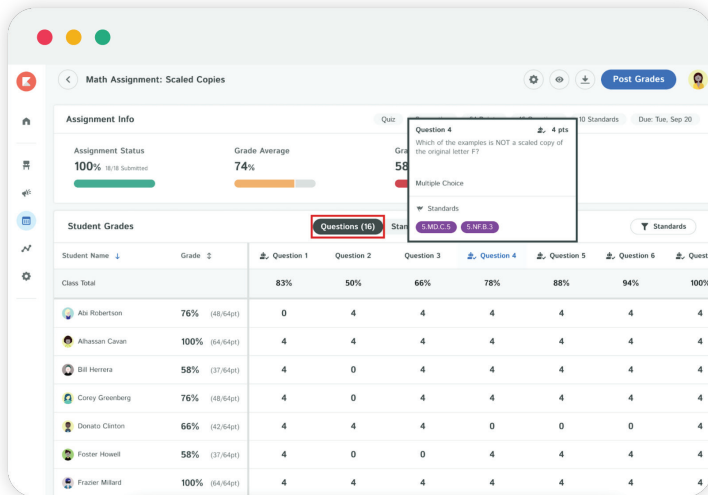 Math Assignment: Scaled Copies
Post Grades
Assignment Info
Quiz
10 Standards
Due: Tue, Sep 20
Assignment Status
100% 18/18 Submitted
Grade Average
74%
58
Question 4
4 pts
Which of the examples is NOT a scaled copy of
the original letter F?
Multiple Choice
Standards
5.MD.C.5
5.NF.B.3
Student Grades
Questions (16)
Standards
Student Name ↓
Grade
Question 1
Question 2
Question 3
Question 4
Question 5
Question 6
Class Total
83%
50%
66%
78%
88%
94%
100%
Abi Robertson
76% (48/64pt)
0
4
4
4
4
4
4
Alhassan Cavan
100% (64/64pt)
4
4
4
4
4
4
4
Bill Herrera
58% (37/64pt)
4
0
4
4
4
4
4
Corey Greenberg
76% (48/64pt)
4
0
4
4
4
4
4
Donato Clinton
66% (42/64pt)
4
4
4
0
0
0
4
Foster Howell
58% (37/64pt)
4
0
0
4
4
4
4
Frazier Millard
100% (64/64pt)
4
4
4
4
4
4
4